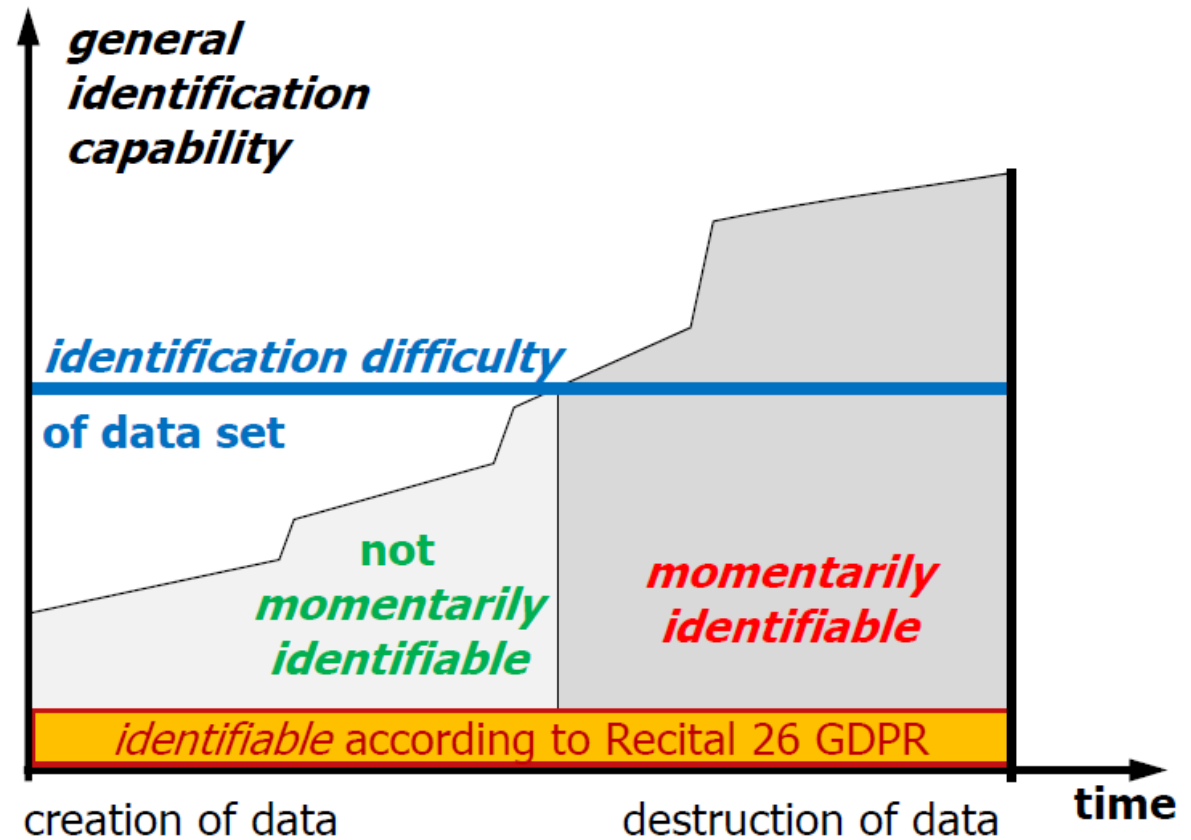 general
identification
capability
identification difficulty
of data set
not
momentarily
identifiable
momentarily
identifiable
identifiable according to Recital 26 GDPR
creation of data
destruction of data
time